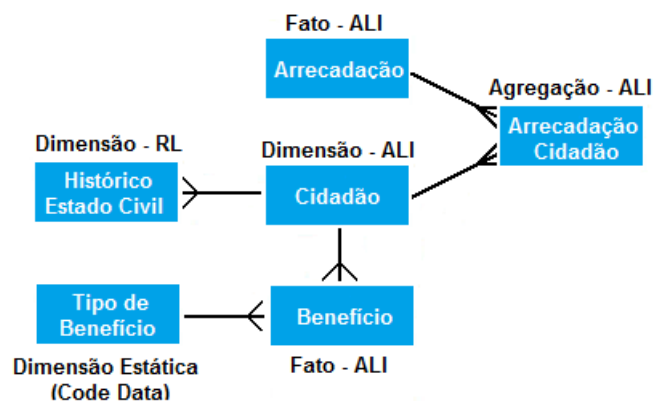 Fato - ALI
Arrecadação
Agregação - ALI
Arrecadação
Cidadão
Dimensão - RL
Histórico
Estado Civil
Dimensão - ALI
Cidadão
Tipo de
Benefício
Dimensão Estática
(Code Data)
Benefício
Fato - ALI